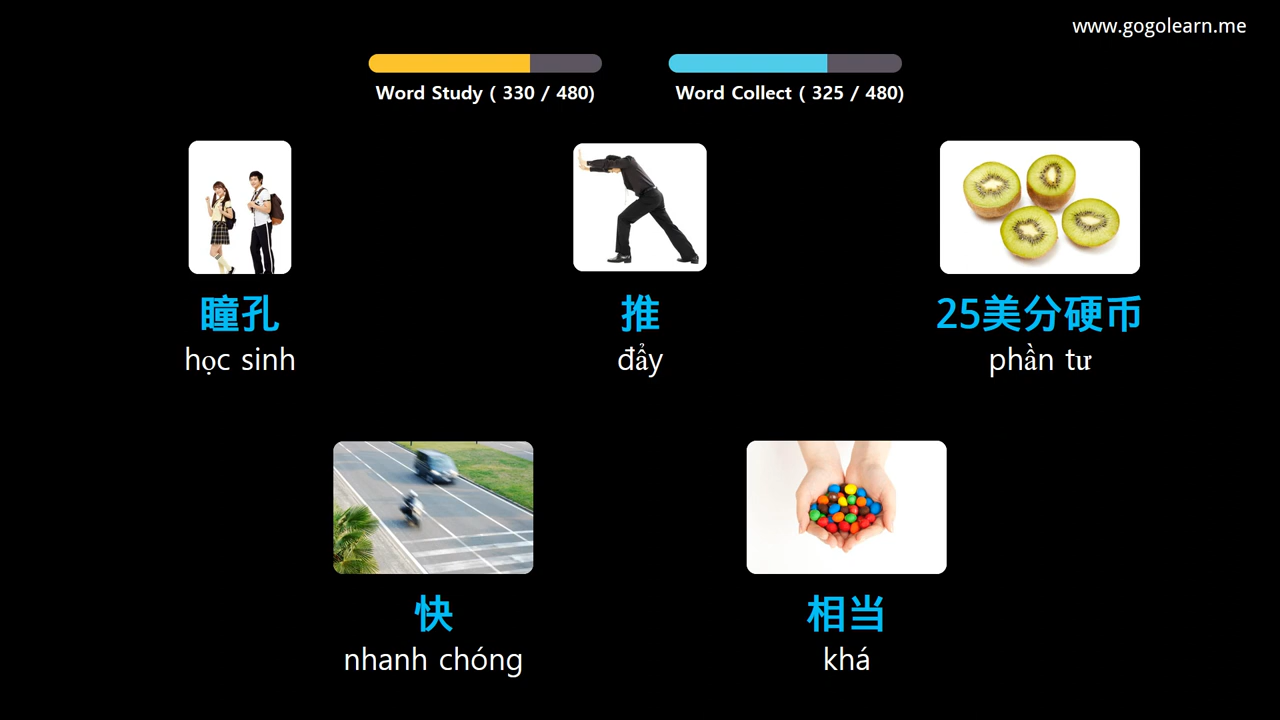 www.gogolearn.me
Word Study ( 330 / 480)
Word Collect ( 325 / 480)
瞳孔
học sinh
推
đẩy
25美分硬币
phần tư
快
nhanh chóng
相当
khá